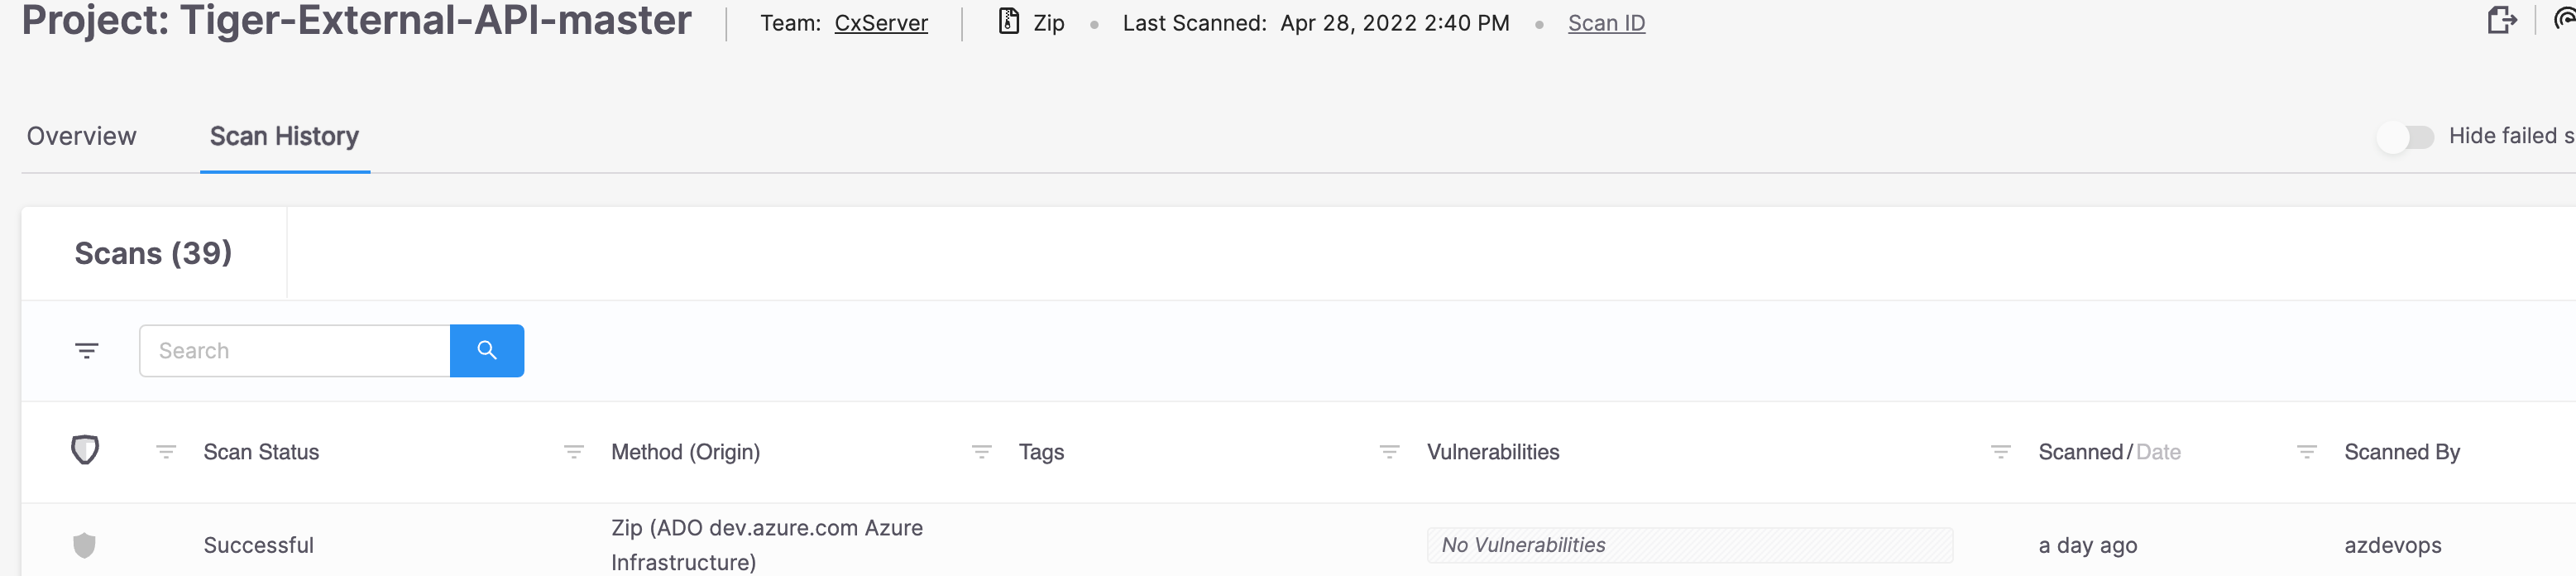 Project: Tiger-External-API-master Team: CxServer Zip Last Scanned: Apr 28, 2022 2:40 PM Scan ID
Overview Scan History Hide failed s
Scans (39)
Search
Scan Status Method (Origin) Tags Vulnerabilities Scanned/Date Scanned By
Successful Zip (ADO dev.azure.com Azure No Vulnerabilities a day ago azdevops
Infrastructure)